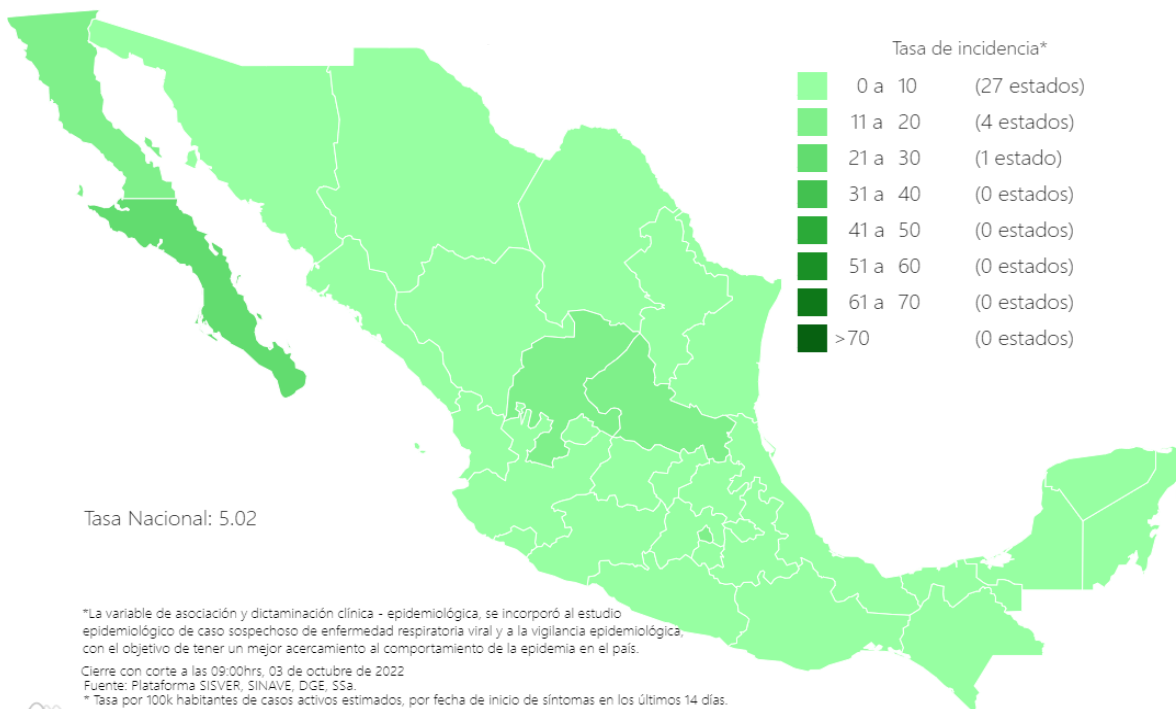 Tasa de incidencia*
0 a 10 (27 estados)
11 a 20 (4 estados)
21 a 30 (1 estado)
31 a 40 (0 estados)
41 a 50 (0 estados)
51 a 60 (0 estados)
61 a 70 (0 estados)
>70 (0 estados)
Tasa Nacional: 5.02
*La variable de asociación y dictaminación clínica - epidemiológica, se incorporó al estudio
epidemiológico de caso sospechoso de enfermedad respiratoria viral y a la vigilancia epidemiológica,
con el objetivo de tener un mejor acercamiento al comportamiento de la epidemia en el país.
Cierre con corte a las 09:00hrs, 03 de octubre de 2022
Fuente: Plataforma SISVER, SINAVE, DGE, SSa.
* Tasa por 100k habitantes de casos activos estimados, por fecha de inicio de síntomas en los últimos 14 días.